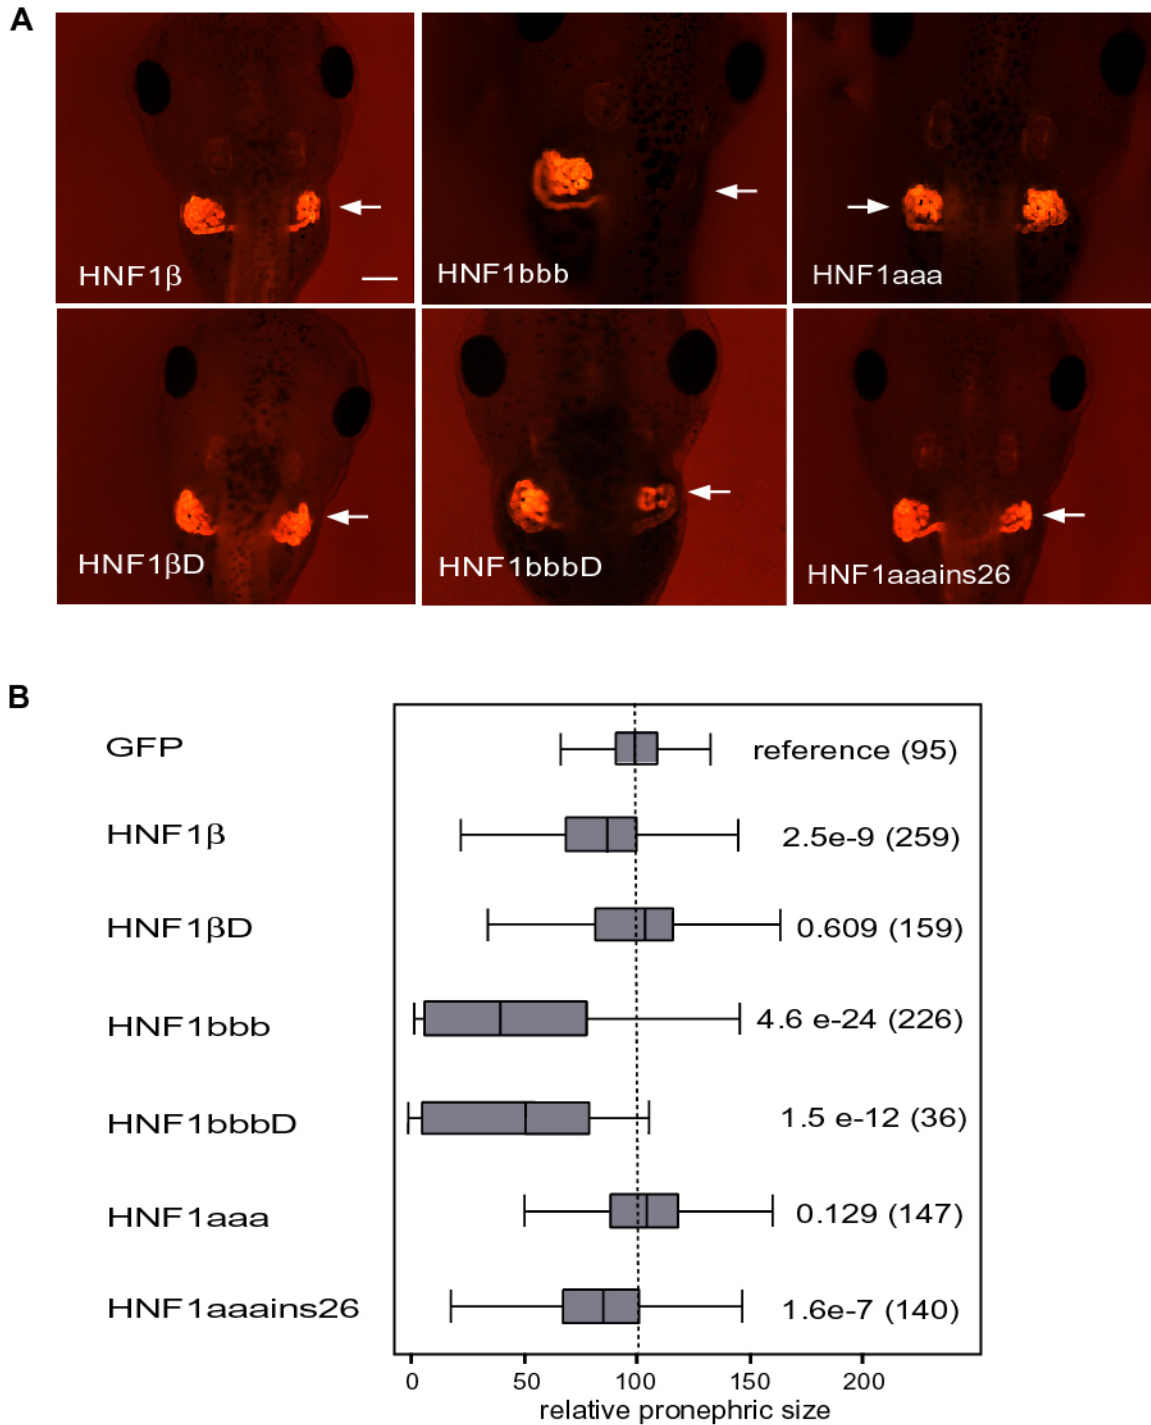 A
HNF1β
HNF1bbb
HNF1aaa
HNF1βD
HNF1bbbD
HNF1aaains26
B
GFP reference (95)
HNF1β 2.5e-9 (259)
HNF1βD 0.609 (159)
HNF1bbb 4.6 e-24 (226)
HNF1bbbD 1.5 e-12 (36)
HNF1aaa 0.129 (147)
HNF1aaains26 1.6e-7 (140)
0 50 100 150 200
relative pronephric size